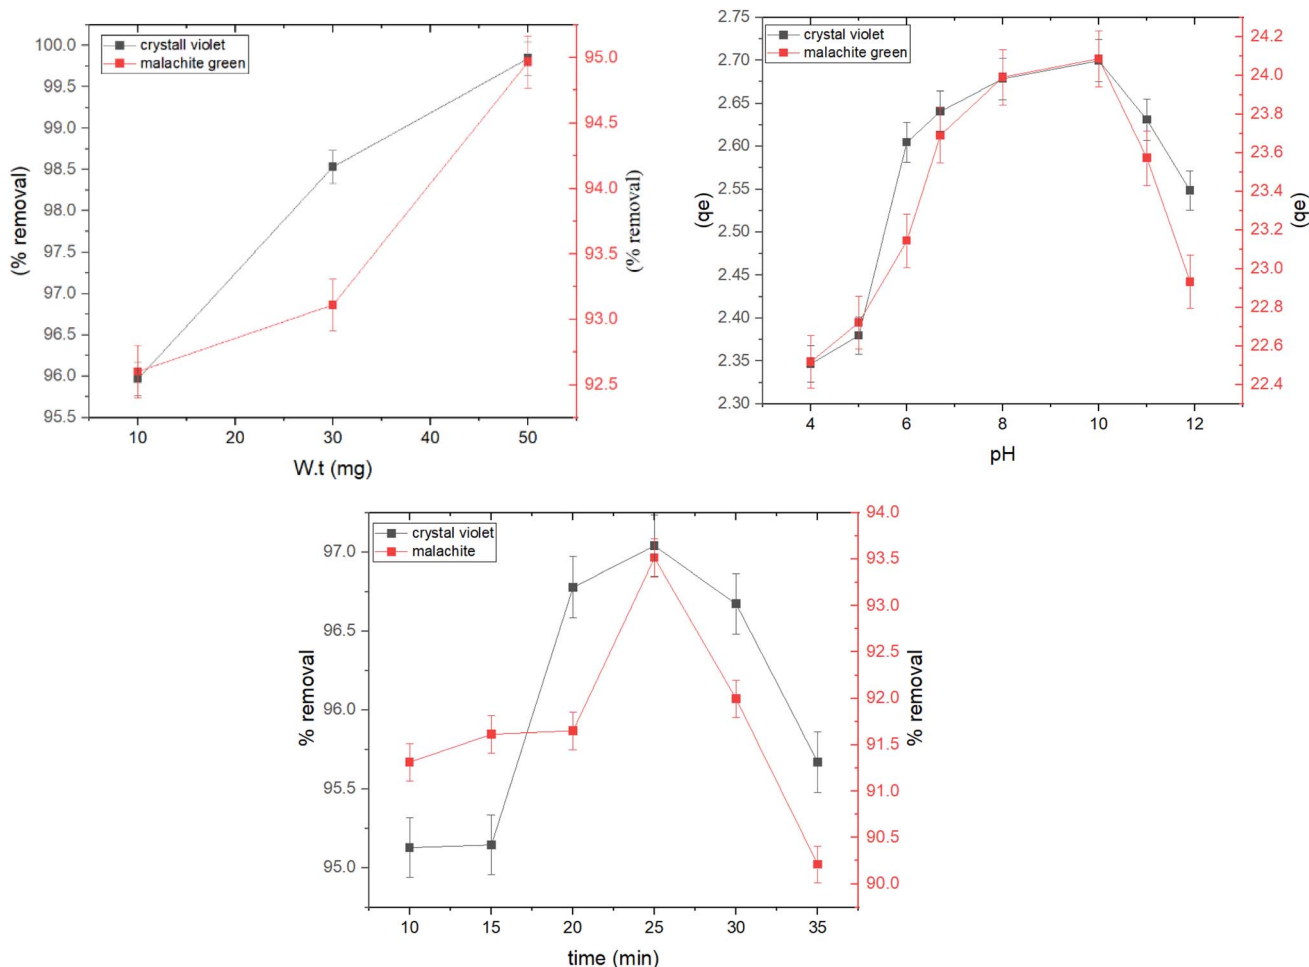 crystall violet
malachite green
(% removal)
100.0
99.5
99.0
98.5
98.0
97.5
97.0
96.5
96.0
95.5
95.0
94.5
94.0
93.5
93.0
92.5
(% removal)
10 20 30 40 50
W.t (mg)
crystal violet
malachite green
(qe)
2.75
2.70
2.65
2.60
2.55
2.50
2.45
2.40
2.35
2.30
24.2
24.0
23.8
23.6
23.4
23.2
23.0
22.8
22.6
22.4
(qe)
4 6 8 10 12
pH
crystal violet
malachite
% removal
97.0
96.5
96.0
95.5
95.0
94.0
93.5
93.0
92.5
92.0
91.5
91.0
90.5
90.0
% removal
10 15 20 25 30 35
time (min)